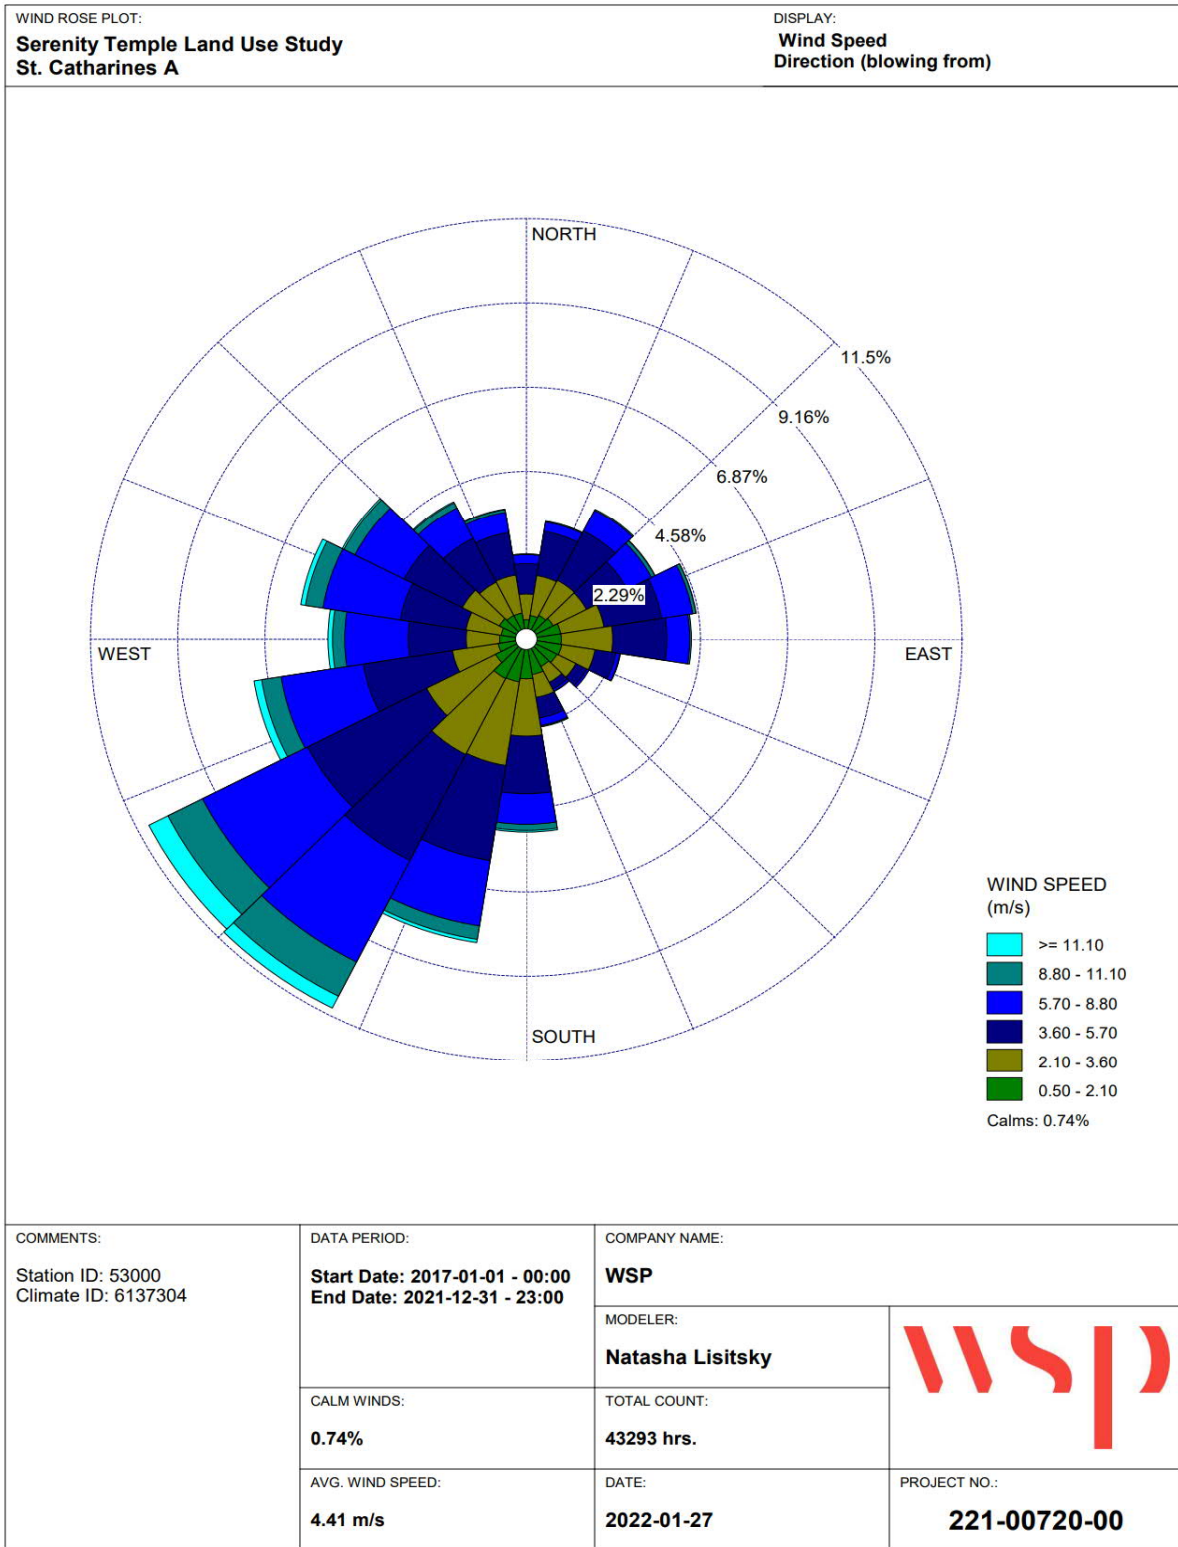 WIND ROSE PLOT:
Serenity Temple Land Use Study
St. Catharines A
DISPLAY:
Wind Speed
Direction (blowing from)
NORTH
11.5%
9.16%
6.87%
4.58%
2.29%
WEST
EAST
SOUTH
WIND SPEED
(m/s)
>= 11.10
8.80 - 11.10
5.70 - 8.80
3.60 - 5.70
2.10 - 3.60
0.50 - 2.10
Calms: 0.74%
COMMENTS:
Station ID: 53000
Climate ID: 6137304
DATA PERIOD:
Start Date: 2017-01-01 - 00:00
End Date: 2021-12-31 - 23:00
COMPANY NAME:
WSP
MODELER:
Natasha Lisitsky
CALM WINDS:
0.74%
TOTAL COUNT:
43293 hrs.
wsp
AVG. WIND SPEED:
4.41 m/s
DATE:
2022-01-27
PROJECT NO.:
221-00720-00